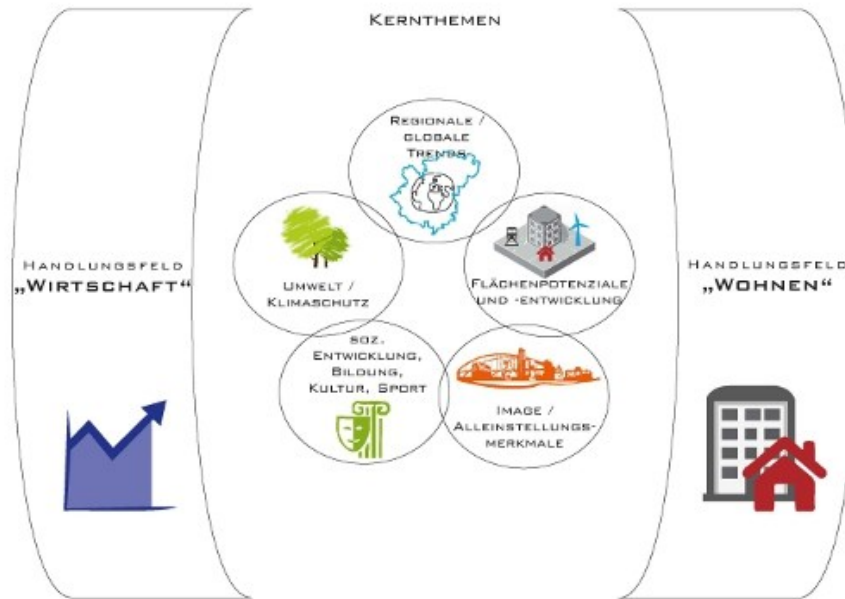 KERNTHEMEN
REGIONALE /
GLOBALE
TRENDS
UMWELT /
KLIMASCHUTZ
FLÄCHENPOTENZIALE
UND -ENTWICKLUNG
SOZ.
ENTWICKLUNG,
BILDUNG,
KULTUR, SPORT
IMAGE /
ALLEINSTELLUNGS-
MERKMALE
HANDLUNGSFELD
„WIRTSCHAFT“
HANDLUNGSFELD
„WOHNEN“